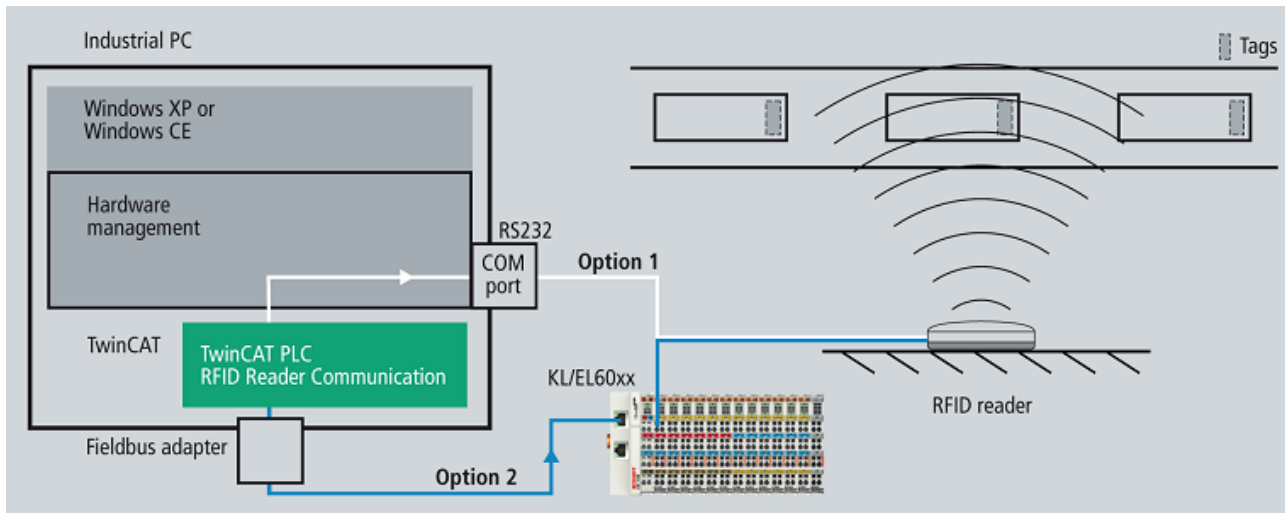 Industrial PC
Tags
Windows XP or
Windows CE
Hardware
management
RS232
COM
port
Option 1
TwinCAT
TwinCAT PLC
RFID Reader Communication
KL/EL60xx
RFID reader
Fieldbus adapter
Option 2